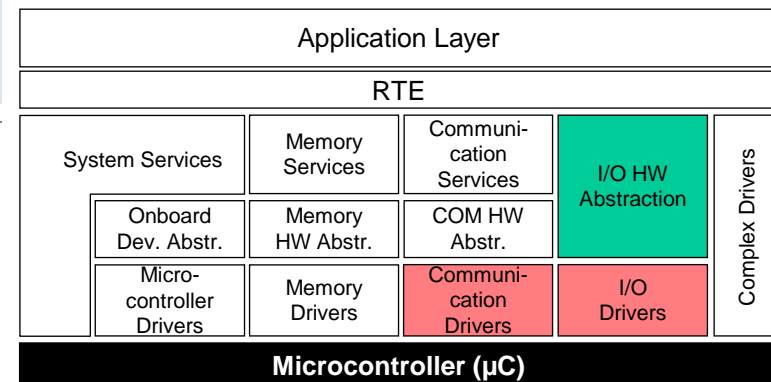 Application Layer
RTE
System Services
Memory
Services
Communi-
cation
Services
I/O HW
Abstraction
Complex Drivers
Onboard
Dev. Abstr.
Memory
HW Abstr.
COM HW
Abstr.
Micro-
controller
Drivers
Memory
Drivers
Communi-
cation
Drivers
I/O
Drivers
Microcontroller (µC)